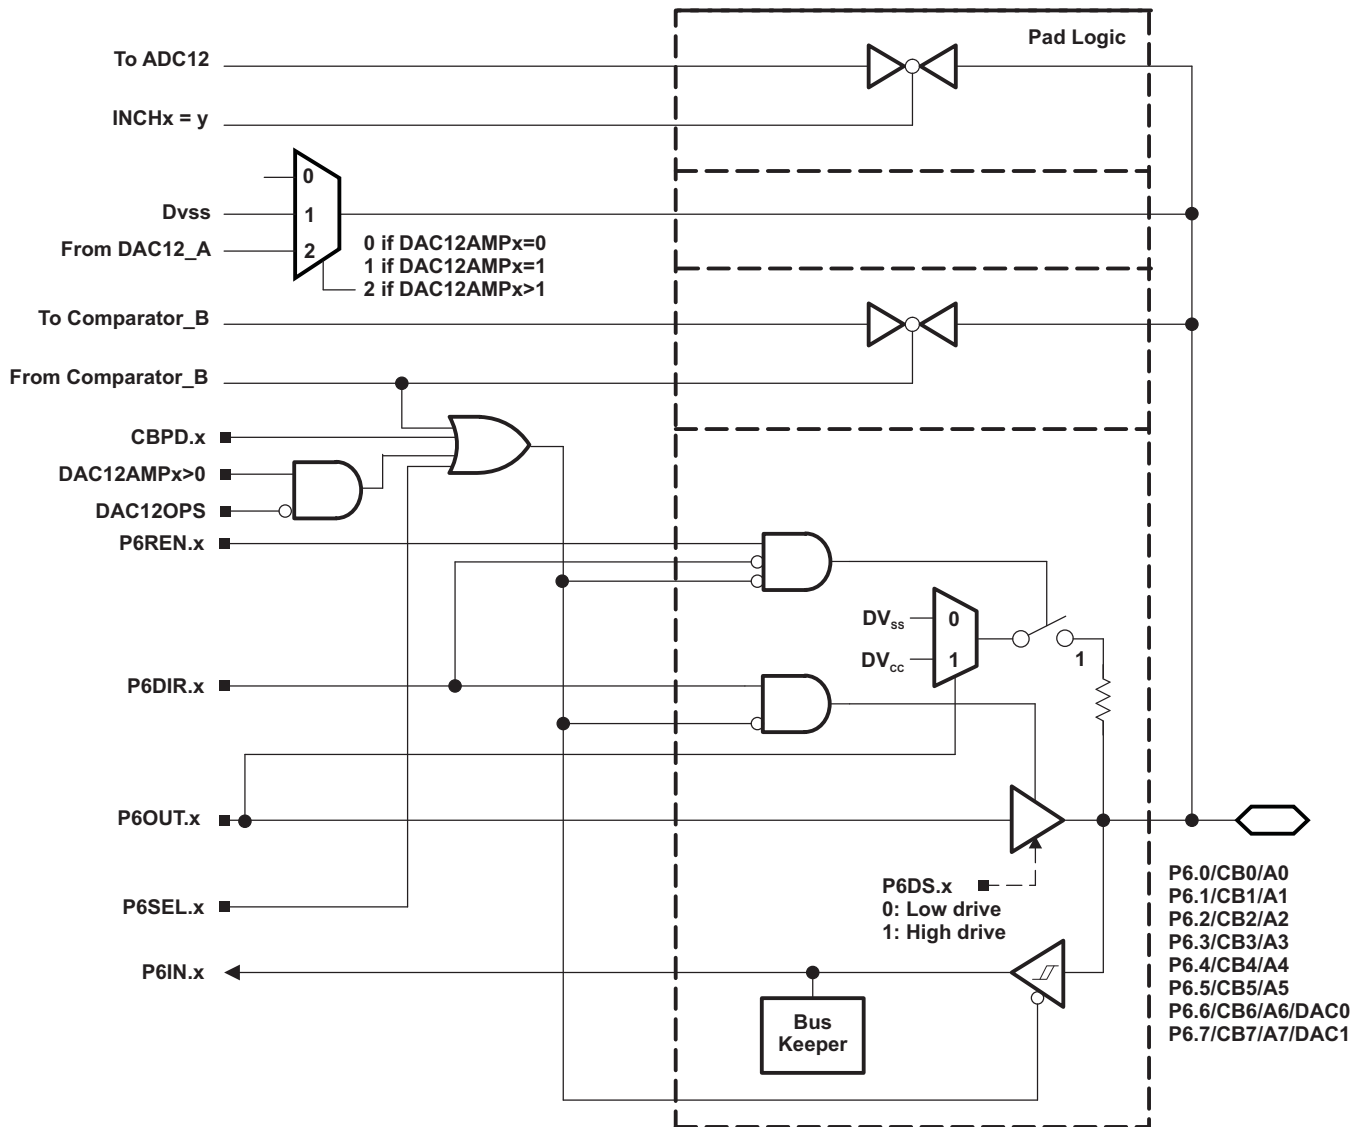 Pad Logic
To ADC12
INCHx = y
0
Dvss
1
From DAC12_A
2
0 if DAC12AMPx=0
1 if DAC12AMPx=1
2 if DAC12AMPx>1
To Comparator_B
From Comparator_B
CBPD.x
DAC12AMPx>0
DAC12OPS
P6REN.x
DVss
0
DVcc
1
1
P6DIR.x
P6OUT.x
P6DS.x
0: Low drive
1: High drive
P6SEL.x
P6IN.x
Bus
Keeper
P6.0/CB0/A0
P6.1/CB1/A1
P6.2/CB2/A2
P6.3/CB3/A3
P6.4/CB4/A4
P6.5/CB5/A5
P6.6/CB6/A6/DAC0
P6.7/CB7/A7/DAC1